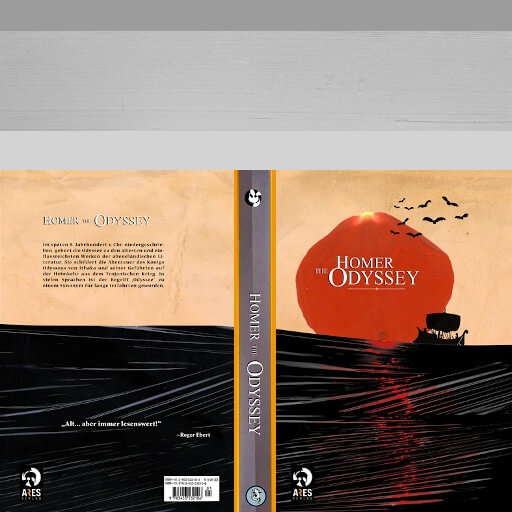 HOMER THE ODYSSEY
Im späten 8. Jahrhundert v. Chr. niedergeschrie-
ben, gehört die Odyssee zu den ältesten und ein-
flussreichsten Werken der abendländischen Li-
teratur. Sie schildert die Abenteuer des Königs
Odysseus von Ithaka und seiner Gefährten auf
der Heimkehr aus dem Trojanischen Krieg. In
vielen Sprachen ist der Begriff „Odyssee" zu
einem Synonym für lange Irrfahrten geworden.
„Alt... aber immer lesenswert!"
~Roger Ebert
ARES
VERLAG
HOMER THE ODYSSEY
HOMER
THE ODYSSEY
ARES
VERLAG